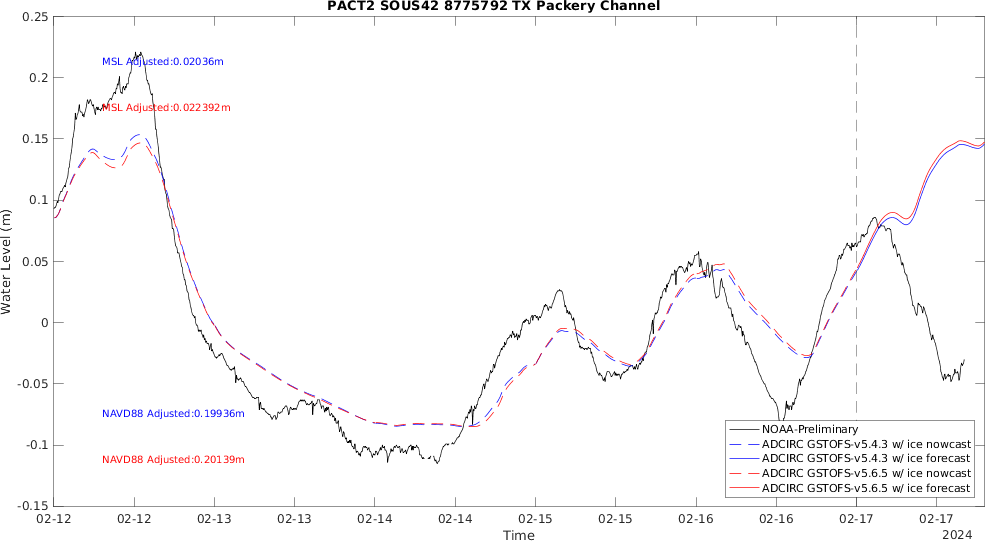 PACT2 SOUS42 8775792 TX Packery Channel
0.25
0.2
0.15
0.1
0.05
0
-0.05
-0.1
-0.15
Water Level (m)
MSL Adjusted:0.02036m
MSL Adjusted:0.022392m
NAVD88 Adjusted:0.19936m
NAVD88 Adjusted:0.20139m
NOAA-Preliminary
ADCIRC GSTOFS-v5.4.3 w/ ice nowcast
ADCIRC GSTOFS-v5.4.3 w/ ice forecast
ADCIRC GSTOFS-v5.6.5 w/ ice nowcast
ADCIRC GSTOFS-v5.6.5 w/ ice forecast
02-12 02-12 02-13 02-13 02-14 02-14 02-15 02-15 02-16 02-16 02-17 02-17
Time
2024